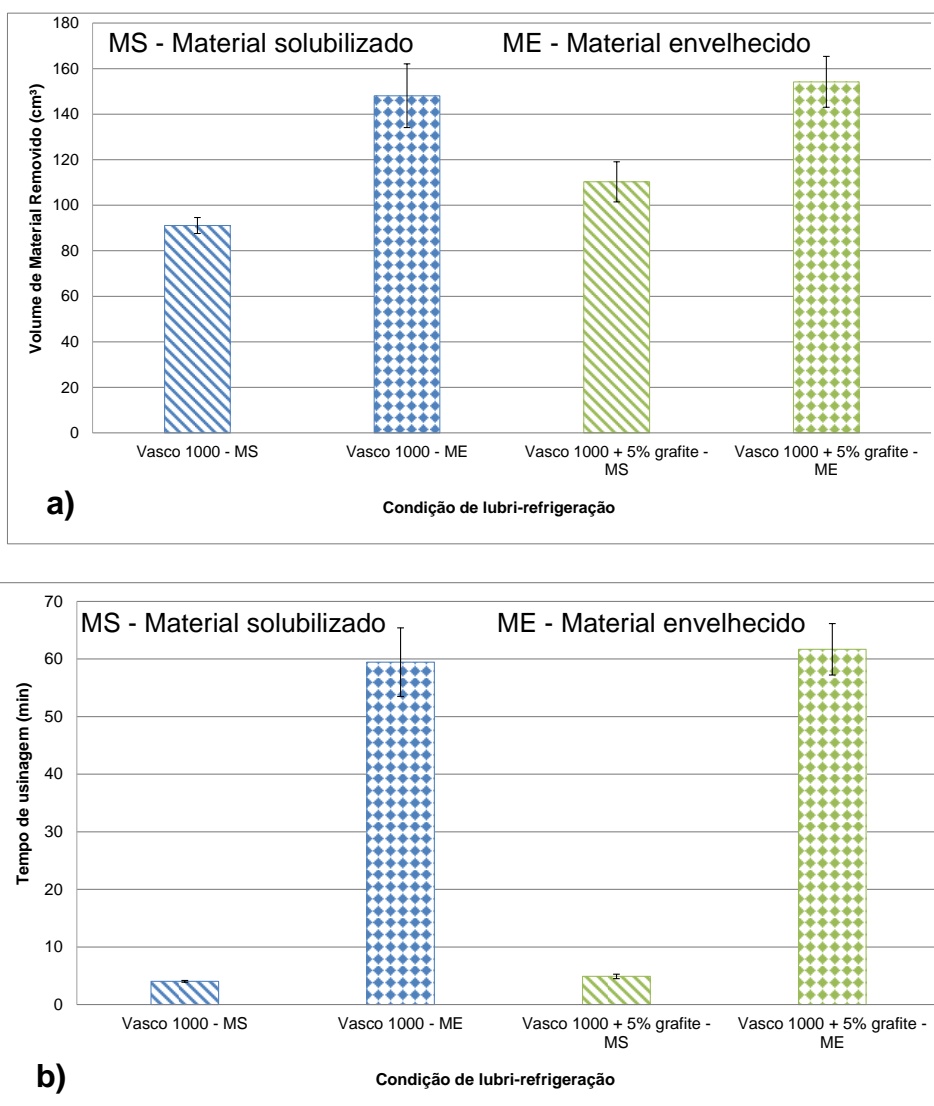 180
MS - Material solubilizado ME - Material envelhecido
160
140
120
100
80
60
40
20
0
Volume de Material Removido (cm³)
Vasco 1000 - MS Vasco 1000 - ME Vasco 1000 + 5% grafite - Vasco 1000 + 5% grafite -
MS ME
a) Condição de lubri-refrigeração
70
MS - Material solubilizado ME - Material envelhecido
60
50
40
30
20
10
0
Tempo de usinagem (min)
Vasco 1000 - MS Vasco 1000 - ME Vasco 1000 + 5% grafite - Vasco 1000 + 5% grafite -
MS ME
b) Condição de lubri-refrigeração